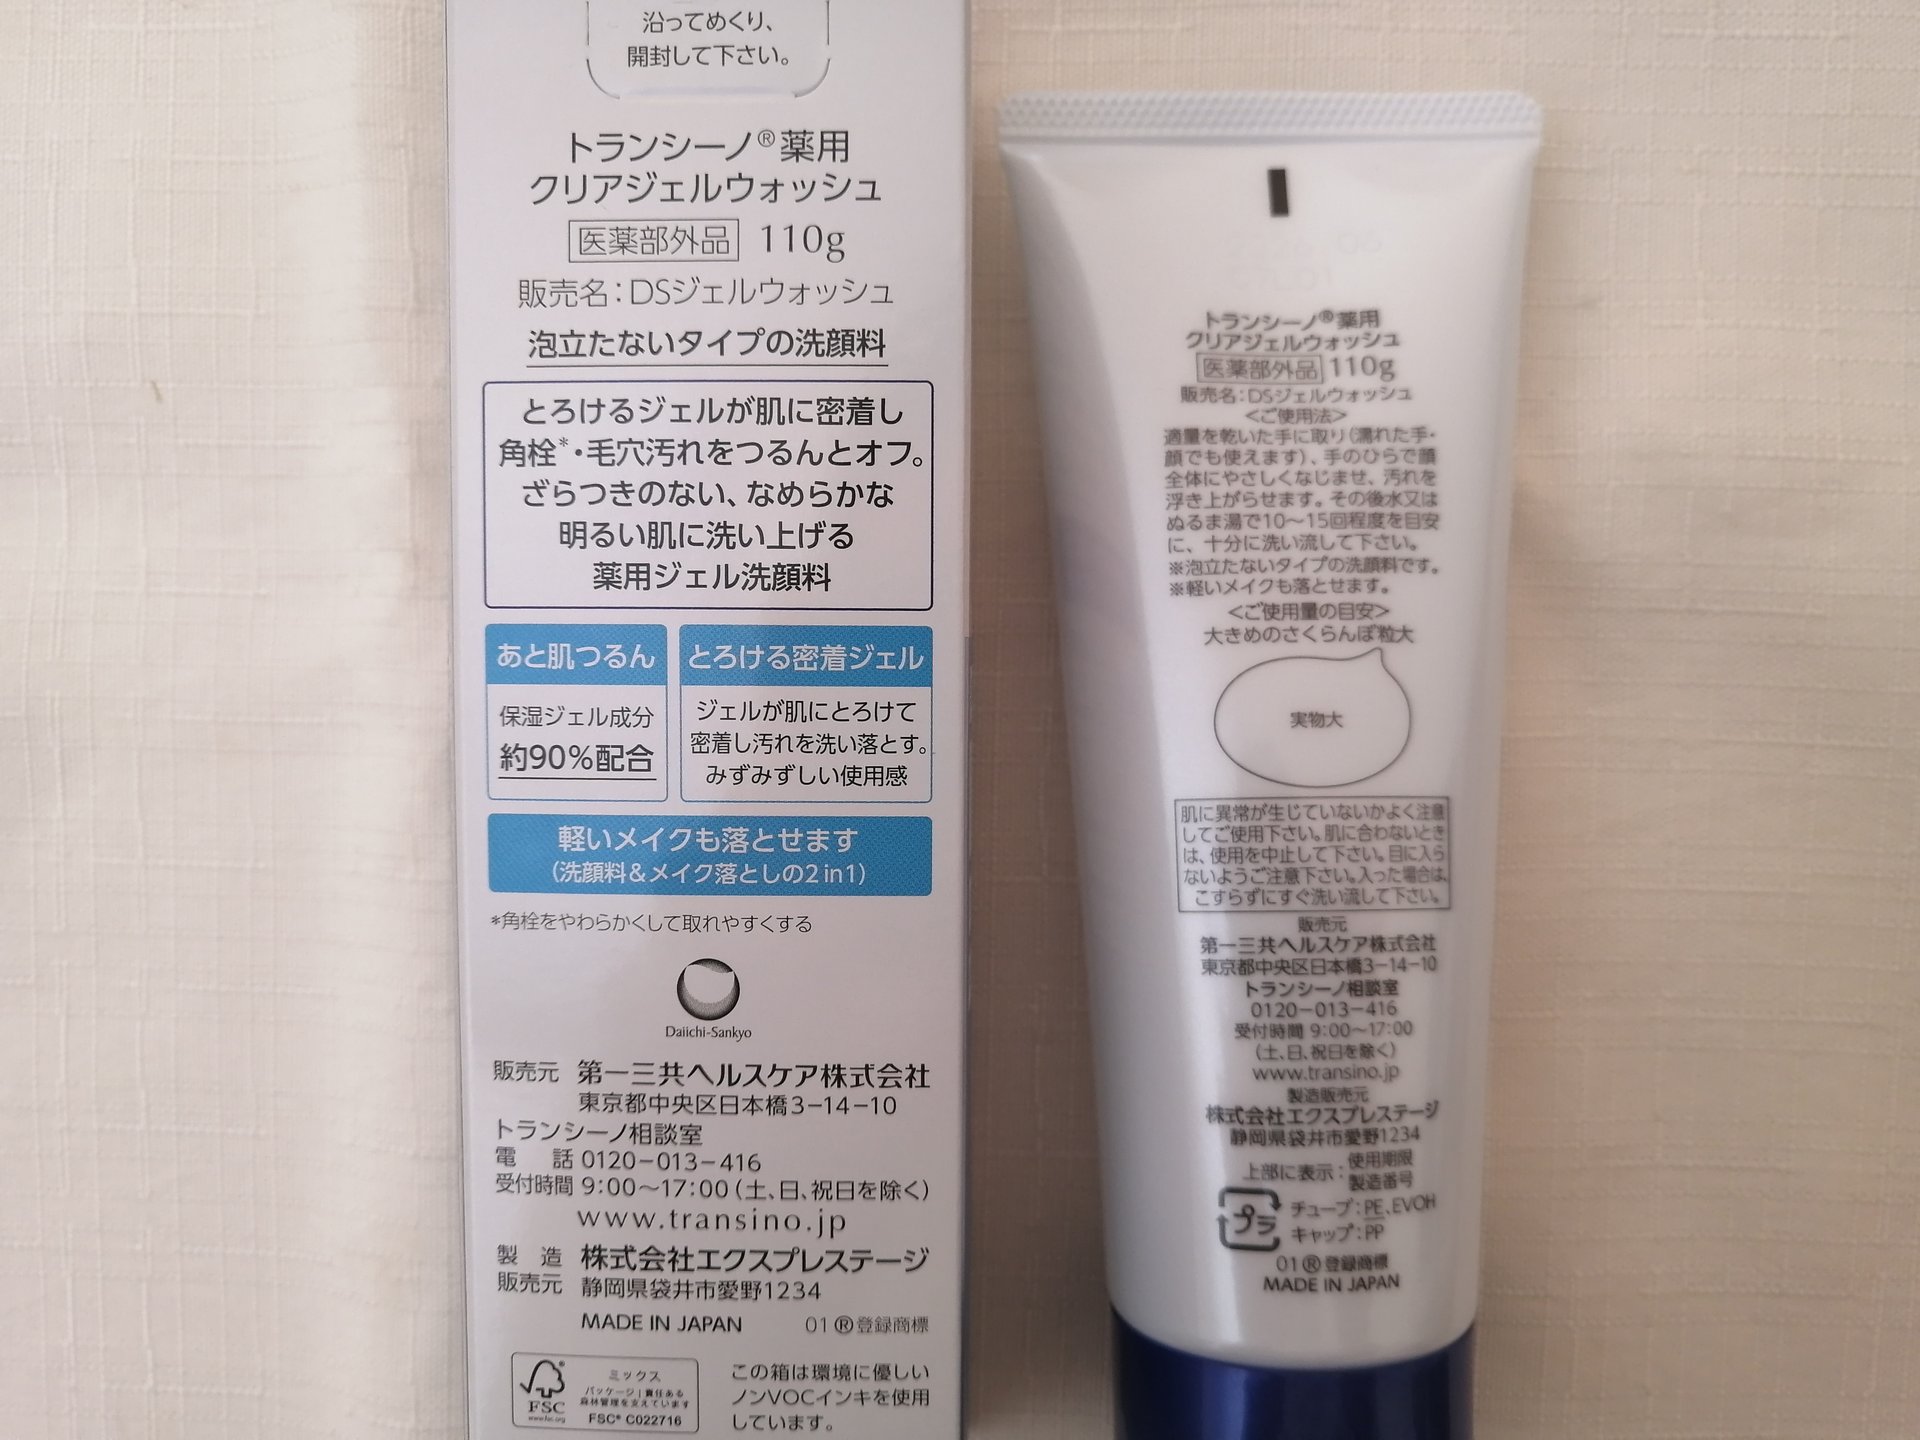 沿ってめくり、
開封して下さい。
トランシーノ®薬用
クリアジェルウォッシュ
医薬部外品 110g
販売名：DSジェルウォッシュ
泡立たないタイプの洗顔料
とろけるジェルが肌に密着し
角栓*・毛穴汚れをつるんとオフ。
ざらつきのない、なめらかな
明るい肌に洗い上げる
薬用ジェル洗顔料
あと肌つるん
保湿ジェル成分
約90％配合
とろける密着ジェル
ジェルが肌にとろけて
密着し汚れを洗い落とす。
みずみずしい使用感
軽いメイクも落とせます
（洗顔料＆メイク落としの2in1）
*角栓をやわらかくして取れやすくする
Daiichi-Sankyo
販売元 第一三共ヘルスケア株式会社
東京都中央区日本橋3−14−10
トランシーノ相談室
電話 0120−013−416
受付時間 9：00〜17：00（土、日、祝日を除く）
www.transino.jp
製造 株式会社エクスプレステージ
販売元 静岡県袋井市愛野1234
MADE IN JAPAN 01 ®登録商標
FSC
www.fsc.org
ミックス
パッケージ｜責任ある
森林管理を支えています
FSC® C022716
この箱は環境に優しい
ノンVOCインキを使用
しています。
トランシーノ®薬用
クリアジェルウォッシュ
医薬部外品 110g
販売名：DSジェルウォッシュ
＜ご使用法＞
適量を乾いた手に取り（濡れた手・
顔でも使えます）、手のひらで顔
全体にやさしくなじませ、汚れを
浮き上がらせます。その後水又は
ぬるま湯で10〜15回程度を目安
に、十分に洗い流して下さい。
※泡立たないタイプの洗顔料です。
※軽いメイクも落とせます。
＜ご使用量の目安＞
大きめのさくらんぼ粒大
実物大
肌に異常が生じていないかよく注意
してご使用下さい。肌に合わないとき
は、使用を中止して下さい。目に入ら
ないようご注意下さい。入った場合は、
こすらずにすぐ洗い流して下さい。
販売元
第一三共ヘルスケア株式会社
東京都中央区日本橋3−14−10
トランシーノ相談室
0120−013−416
受付時間 9：00〜17：00
（土、日、祝日を除く）
www.transino.jp
製造販売元
株式会社エクスプレステージ
静岡県袋井市愛野1234
上部に表示：使用期限
製造番号
プラ
チューブ：PE、EVOH
キャップ：PP
01 ®登録商標
MADE IN JAPAN